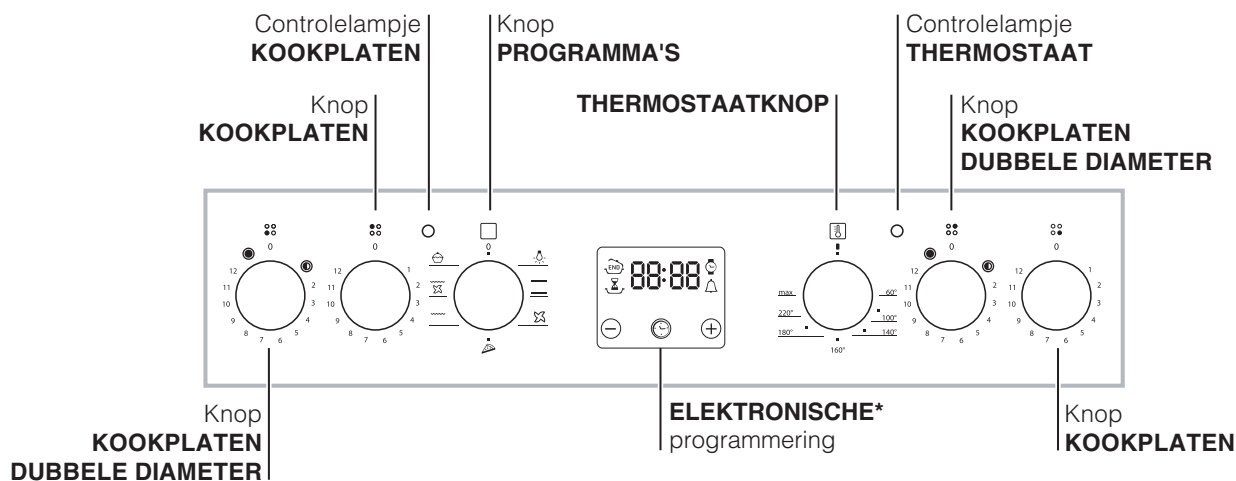 Controlelampje
KOOKPLATEN
Knop
PROGRAMMA'S
Controlelampje
THERMOSTAAT
Knop
KOOKPLATEN
THERMOSTAATKNOP
Knop
KOOKPLATEN
DUBBELE DIAMETER
0
12
11
10
9
8
7
6
5
4
3
2
0
12
11
10
9
8
7
6
5
4
3
2
1
0
END
88:88
max
220°
180°
160°
140°
100°
60°
0
12
11
10
9
8
7
6
5
4
3
2
0
12
11
10
9
8
7
6
5
4
3
2
1
Knop
KOOKPLATEN
DUBBELE DIAMETER
ELEKTRONISCHE*
programmering
Knop
KOOKPLATEN